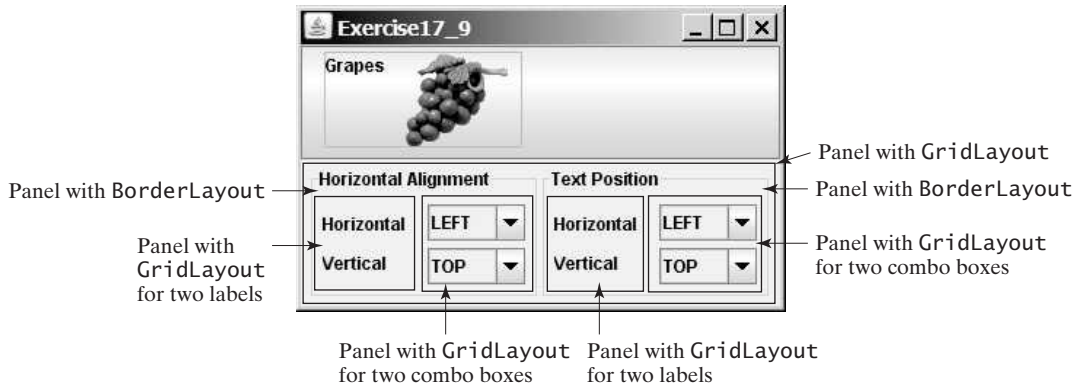 Exercise17_9
Grapes
Panel with GridLayout
Horizontal Alignment
Text Position
Panel with BorderLayout
Panel with BorderLayout
Horizontal
LEFT
Horizontal
LEFT
Panel with
GridLayout
for two labels
Panel with GridLayout
for two combo boxes
Vertical
TOP
Vertical
TOP
Panel with GridLayout
for two combo boxes
Panel with GridLayout
for two labels